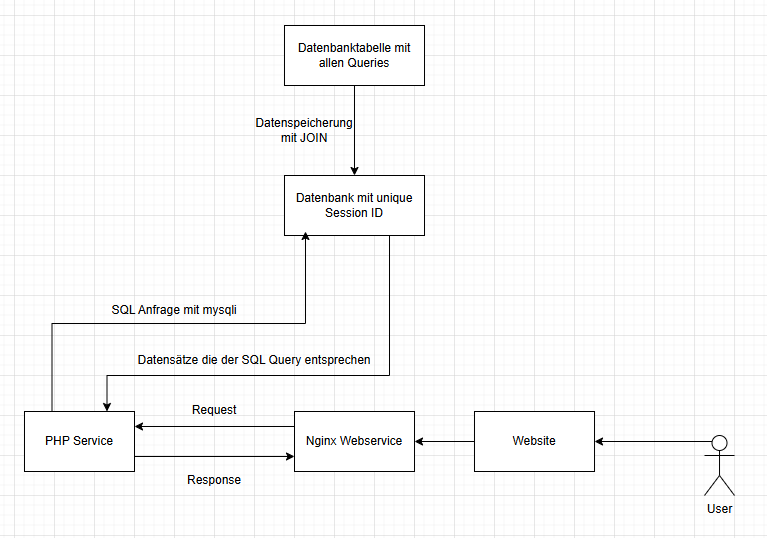 Datenbanktabelle mit
allen Queries
Datenspeicherung
mit JOIN
Datenbank mit unique
Session ID
SQL Anfrage mit mysqli
Datensätze die der SQL Query entsprechen
Request
PHP Service
Nginx Webservice
Website
Response
User